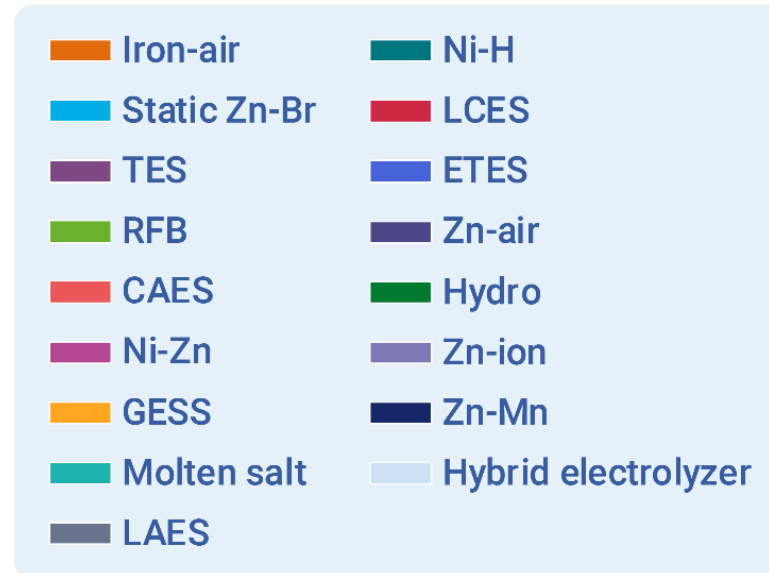 Iron-air
Static Zn-Br
TES
RFB
CAES
Ni-Zn
GESS
Molten salt
LAES
Ni-H
LCES
ETES
Zn-air
Hydro
Zn-ion
Zn-Mn
Hybrid electrolyzer